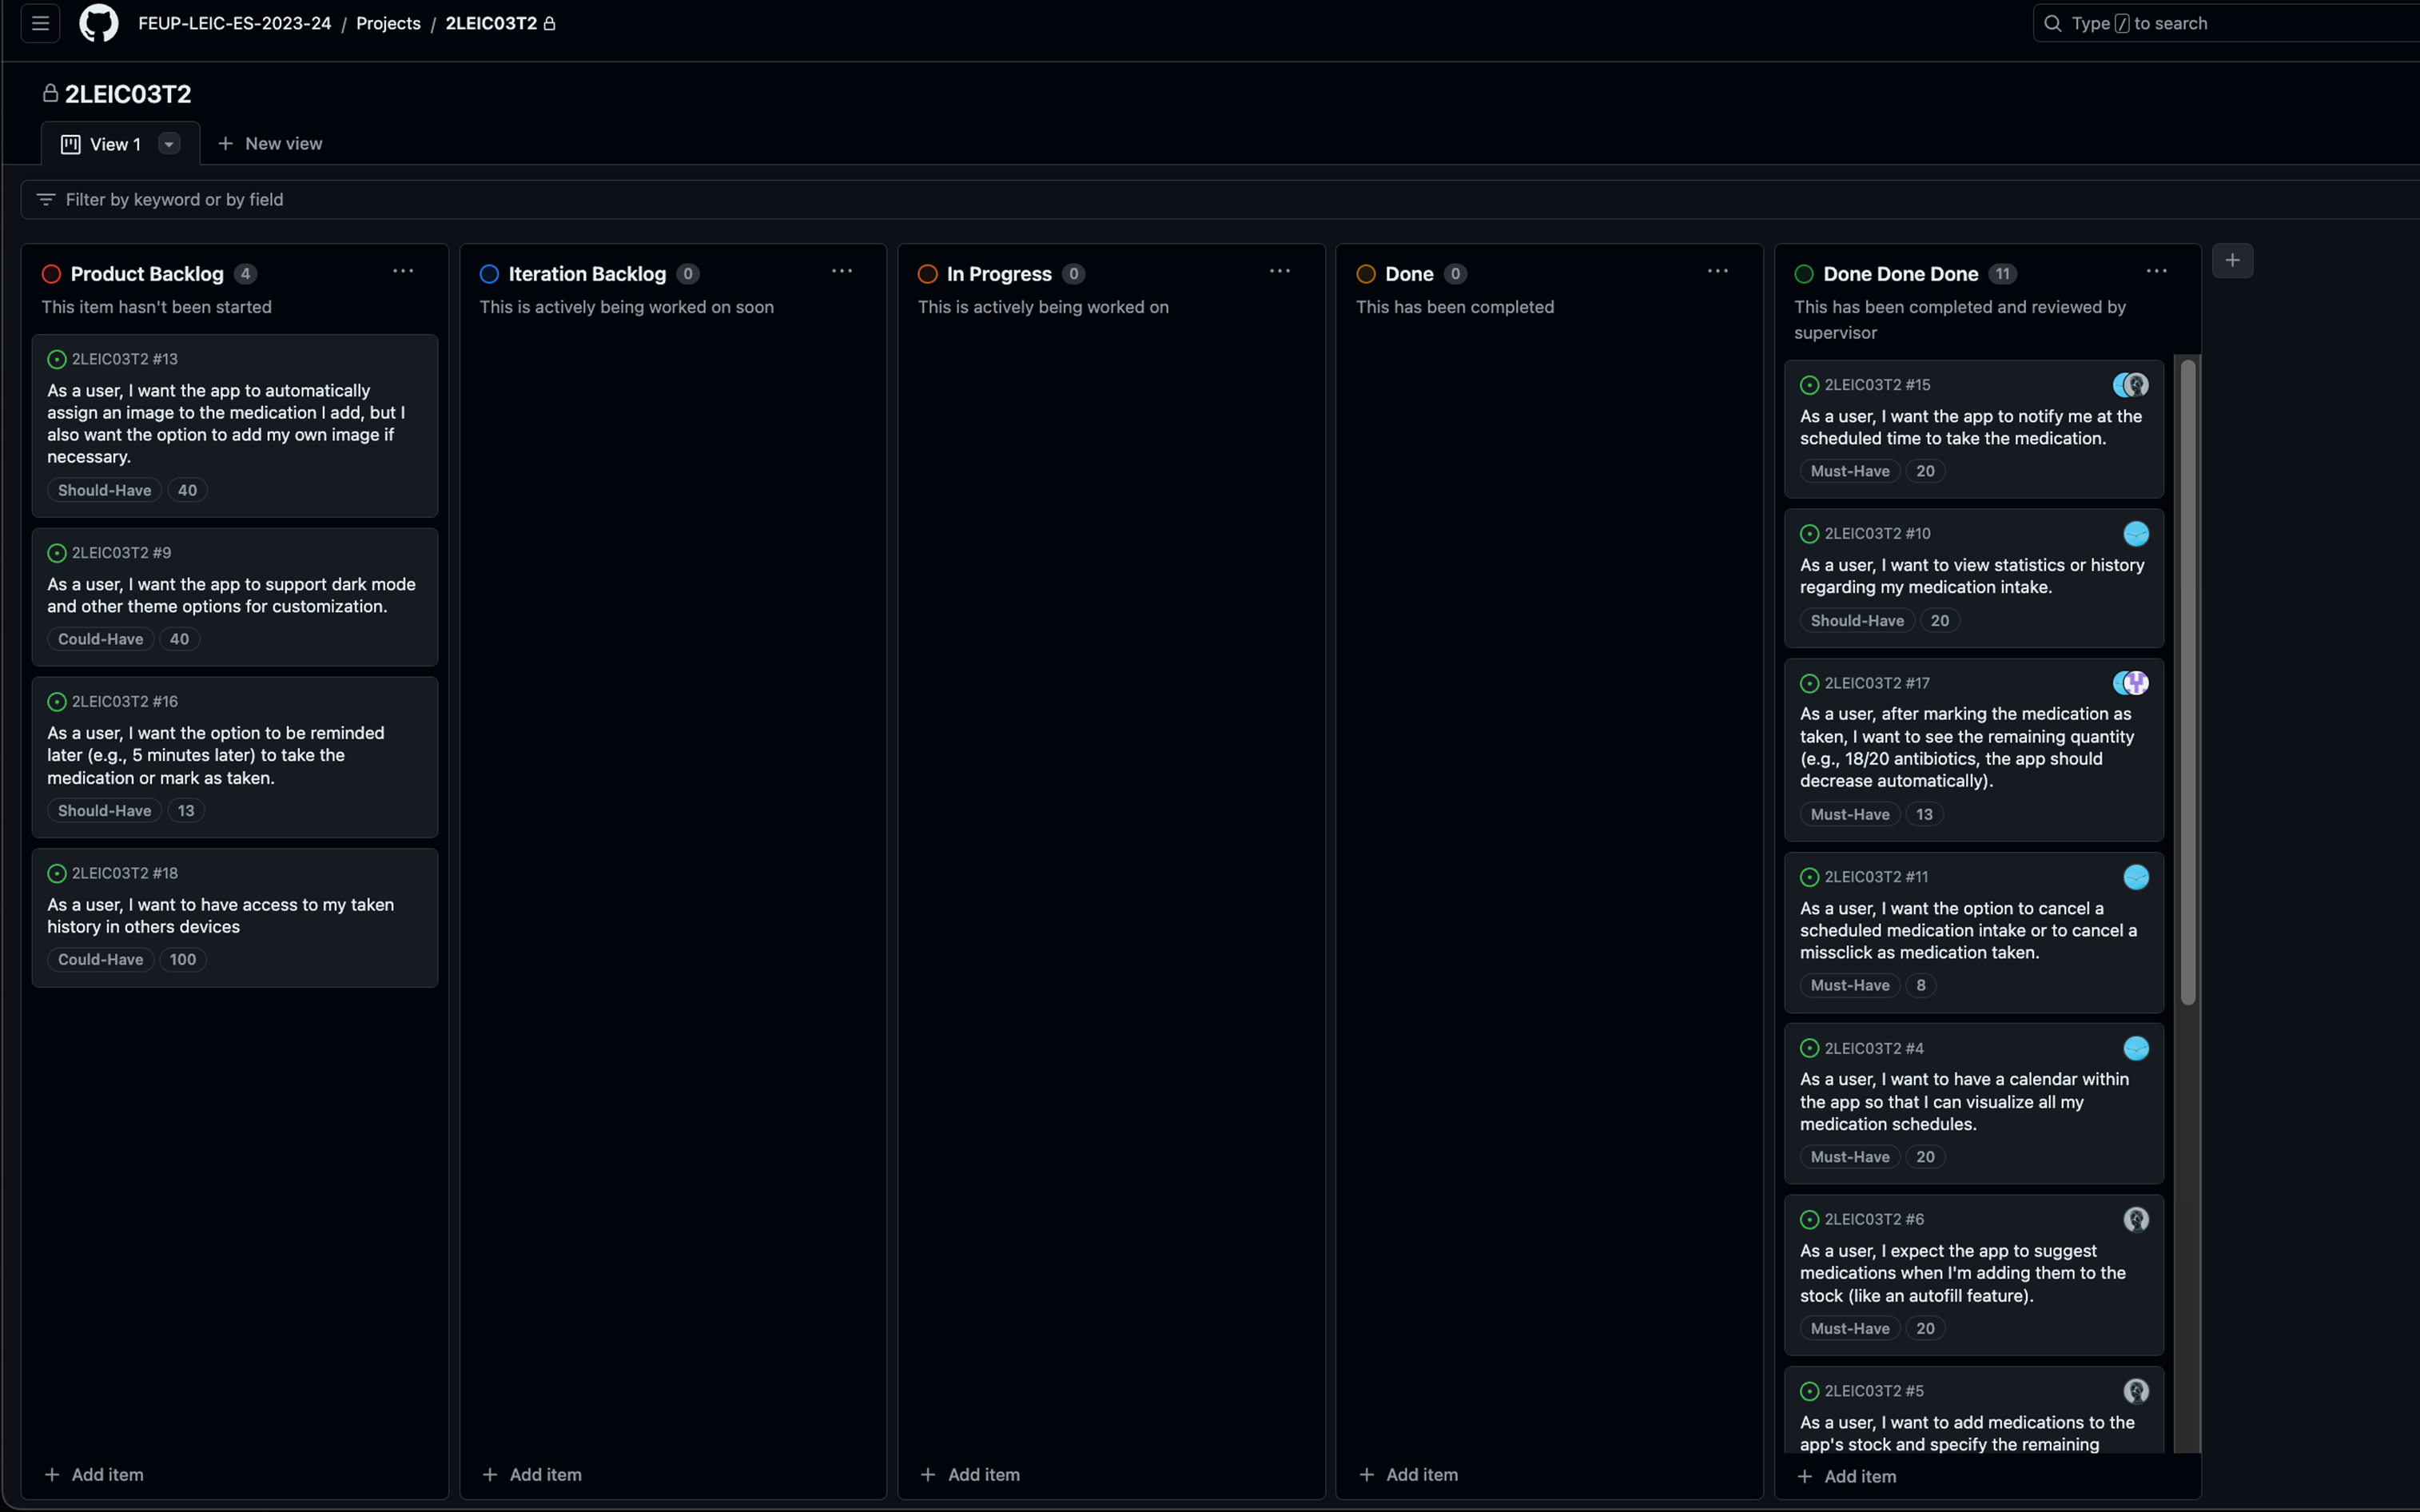 FEUP-LEIC-ES-2023-24 / Projects / 2LEIC03T2
Type / to search
2LEIC03T2
View 1
New view
Filter by keyword or by field
Product Backlog 4
This item hasn't been started
2LEIC03T2 #13
As a user, I want the app to automatically
assign an image to the medication I add, but I
also want the option to add my own image if
necessary.
Should-Have 40
2LEIC03T2 #9
As a user, I want the app to support dark mode
and other theme options for customization.
Could-Have 40
2LEIC03T2 #16
As a user, I want the option to be reminded
later (e.g., 5 minutes later) to take the
medication or mark as taken.
Should-Have 13
2LEIC03T2 #18
As a user, I want to have access to my taken
history in others devices
Could-Have 100
Add item
Iteration Backlog 0
This is actively being worked on soon
Add item
In Progress 0
This is actively being worked on
Add item
Done 0
This has been completed
Add item
Done Done Done 11
This has been completed and reviewed by
supervisor
2LEIC03T2 #15
As a user, I want the app to notify me at the
scheduled time to take the medication.
Must-Have 20
2LEIC03T2 #10
As a user, I want to view statistics or history
regarding my medication intake.
Should-Have 20
2LEIC03T2 #17
As a user, after marking the medication as
taken, I want to see the remaining quantity
(e.g., 18/20 antibiotics, the app should
decrease automatically).
Must-Have 13
2LEIC03T2 #11
As a user, I want the option to cancel a
scheduled medication intake or to cancel a
missclick as medication taken.
Must-Have 8
2LEIC03T2 #4
As a user, I want to have a calendar within
the app so that I can visualize all my
medication schedules.
Must-Have 20
2LEIC03T2 #6
As a user, I expect the app to suggest
medications when I'm adding them to the
stock (like an autofill feature).
Must-Have 20
2LEIC03T2 #5
As a user, I want to add medications to the
app's stock and specify the remaining
Add item